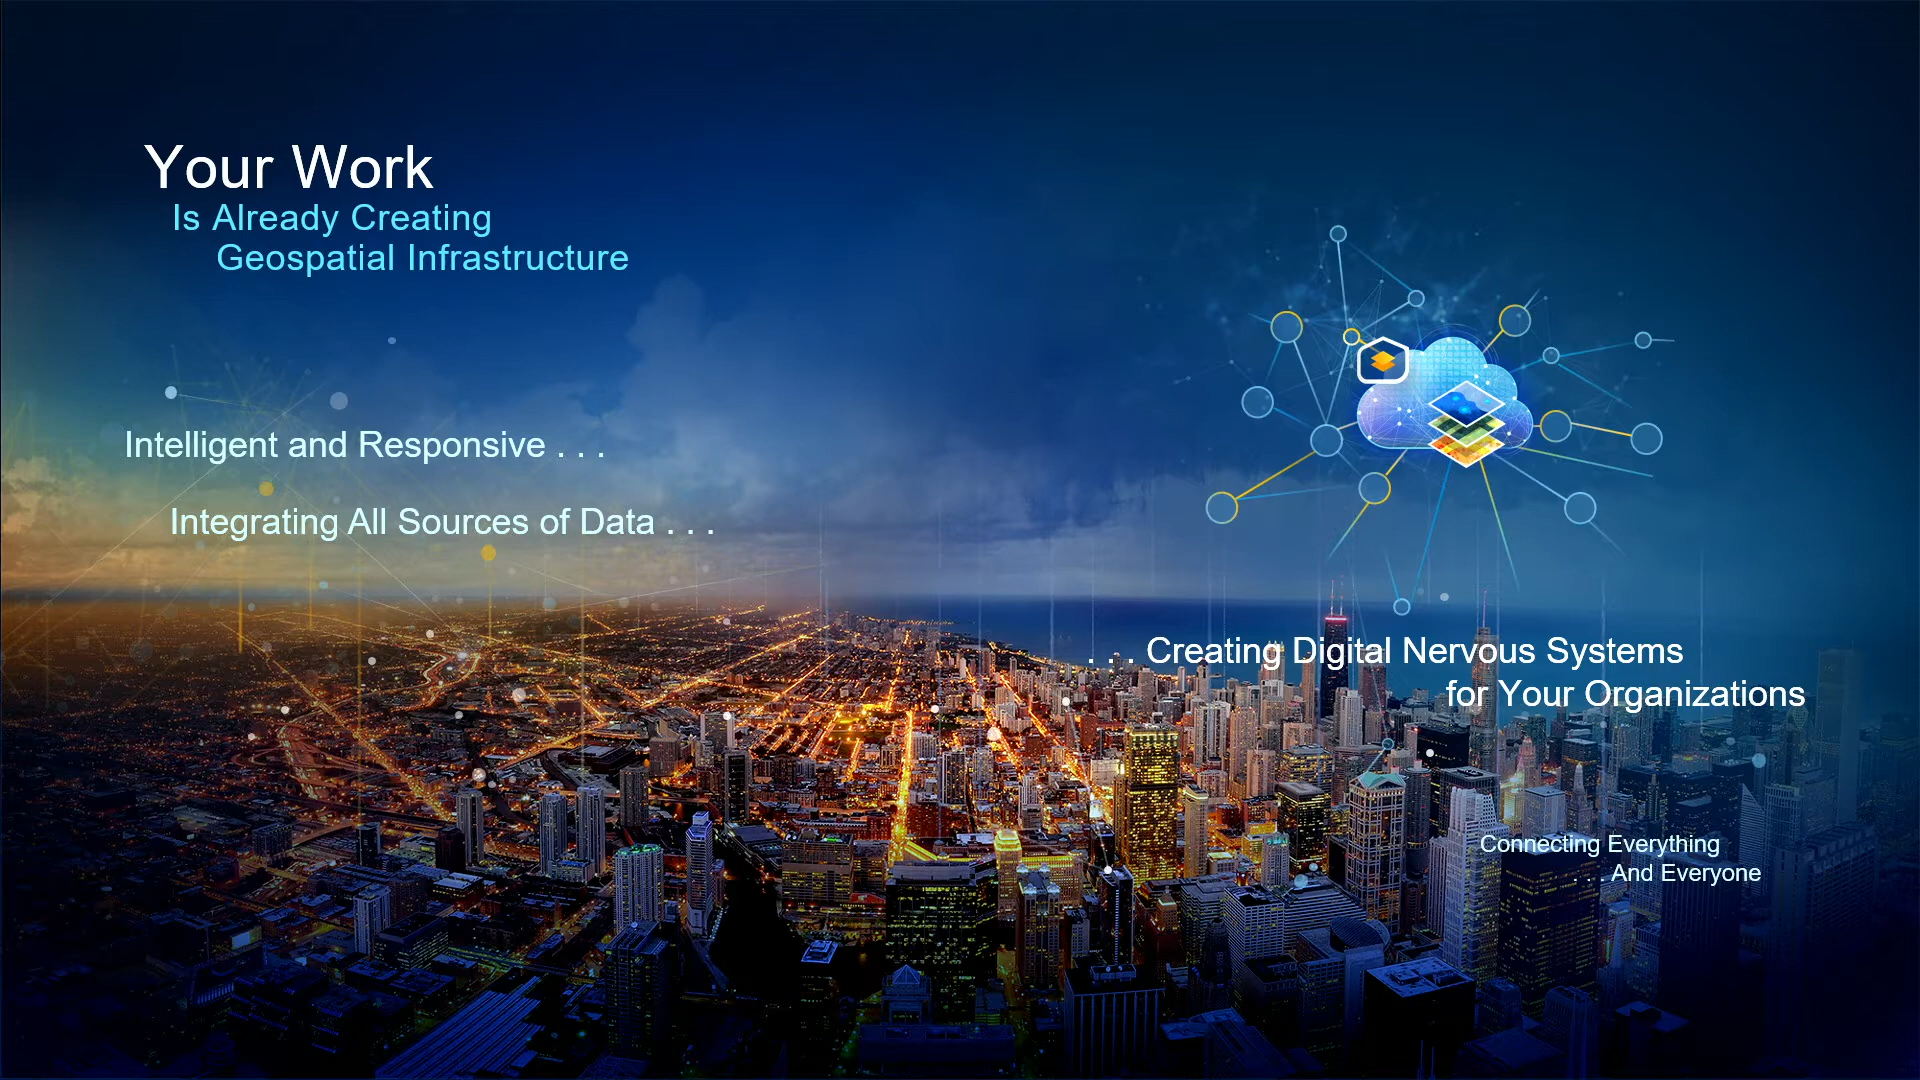 Your Work
Is Already Creating
Geospatial Infrastructure
Intelligent and Responsive . . .
Integrating All Sources of Data . . .
. . . Creating Digital Nervous Systems
for Your Organizations
Connecting Everything
. . . And Everyone